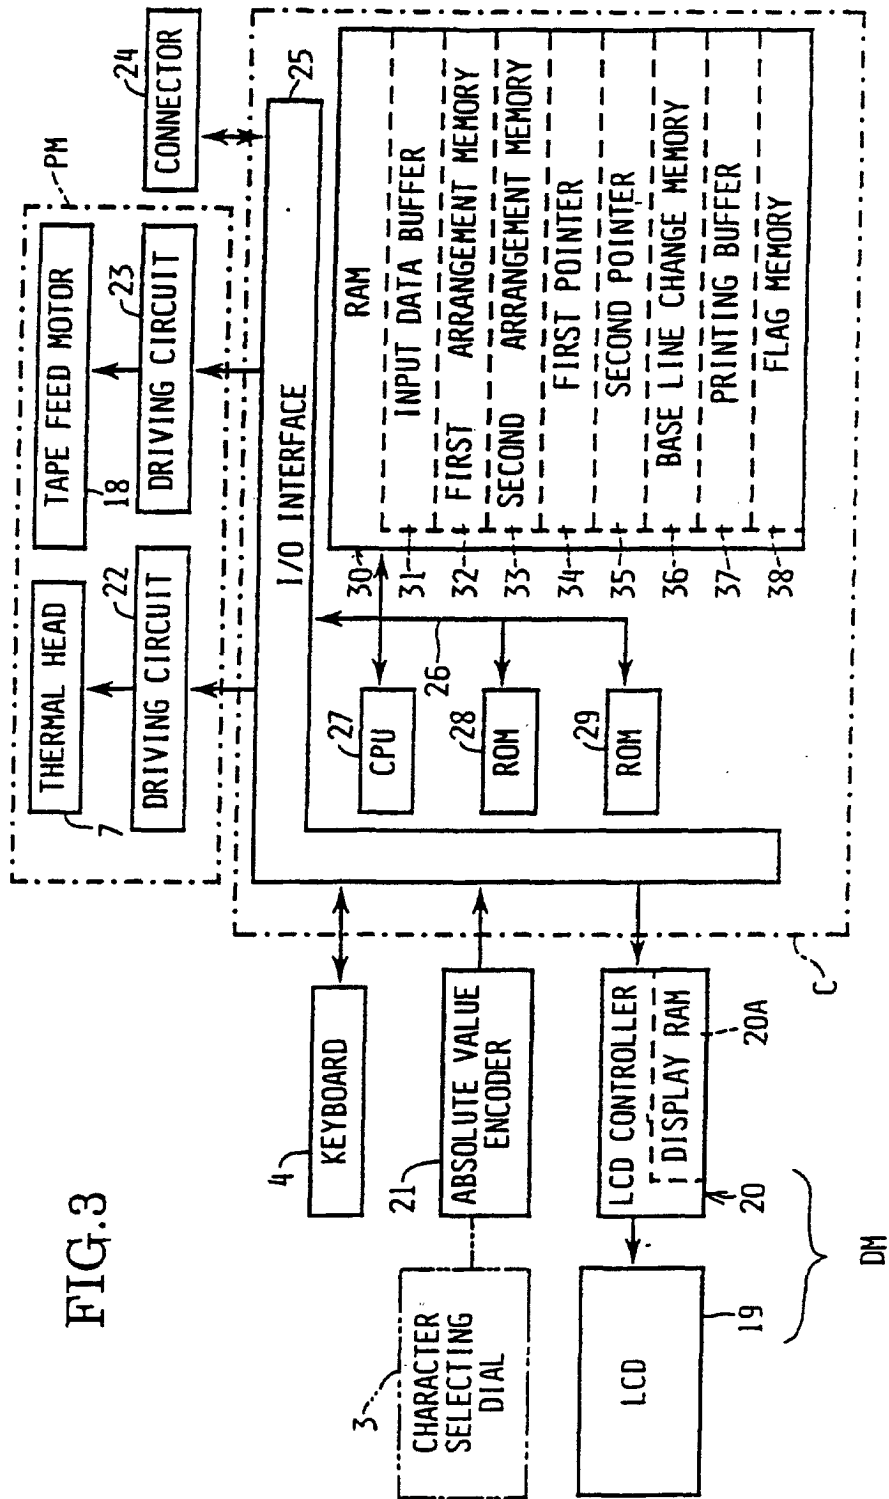 FIG.3
PM
THERMAL HEAD
7
TAPE FEED MOTOR
18
DRIVING CIRCUIT
22
DRIVING CIRCUIT
23
CONNECTOR
24
I/O INTERFACE
25
KEYBOARD
4
CHARACTER
SELECTING
DIAL
3
ABSOLUTE VALUE
ENCODER
21
LCD
19
LCD CONTROLLER
DISPLAY RAM
20
20A
DM
C
CPU
27
26
ROM
28
ROM
29
RAM
30
INPUT DATA BUFFER
31
FIRST ARRANGEMENT MEMORY
32
SECOND ARRANGEMENT MEMORY
33
FIRST POINTER
34
SECOND POINTER
35
BASE LINE CHANGE MEMORY
36
PRINTING BUFFER
37
FLAG MEMORY
38